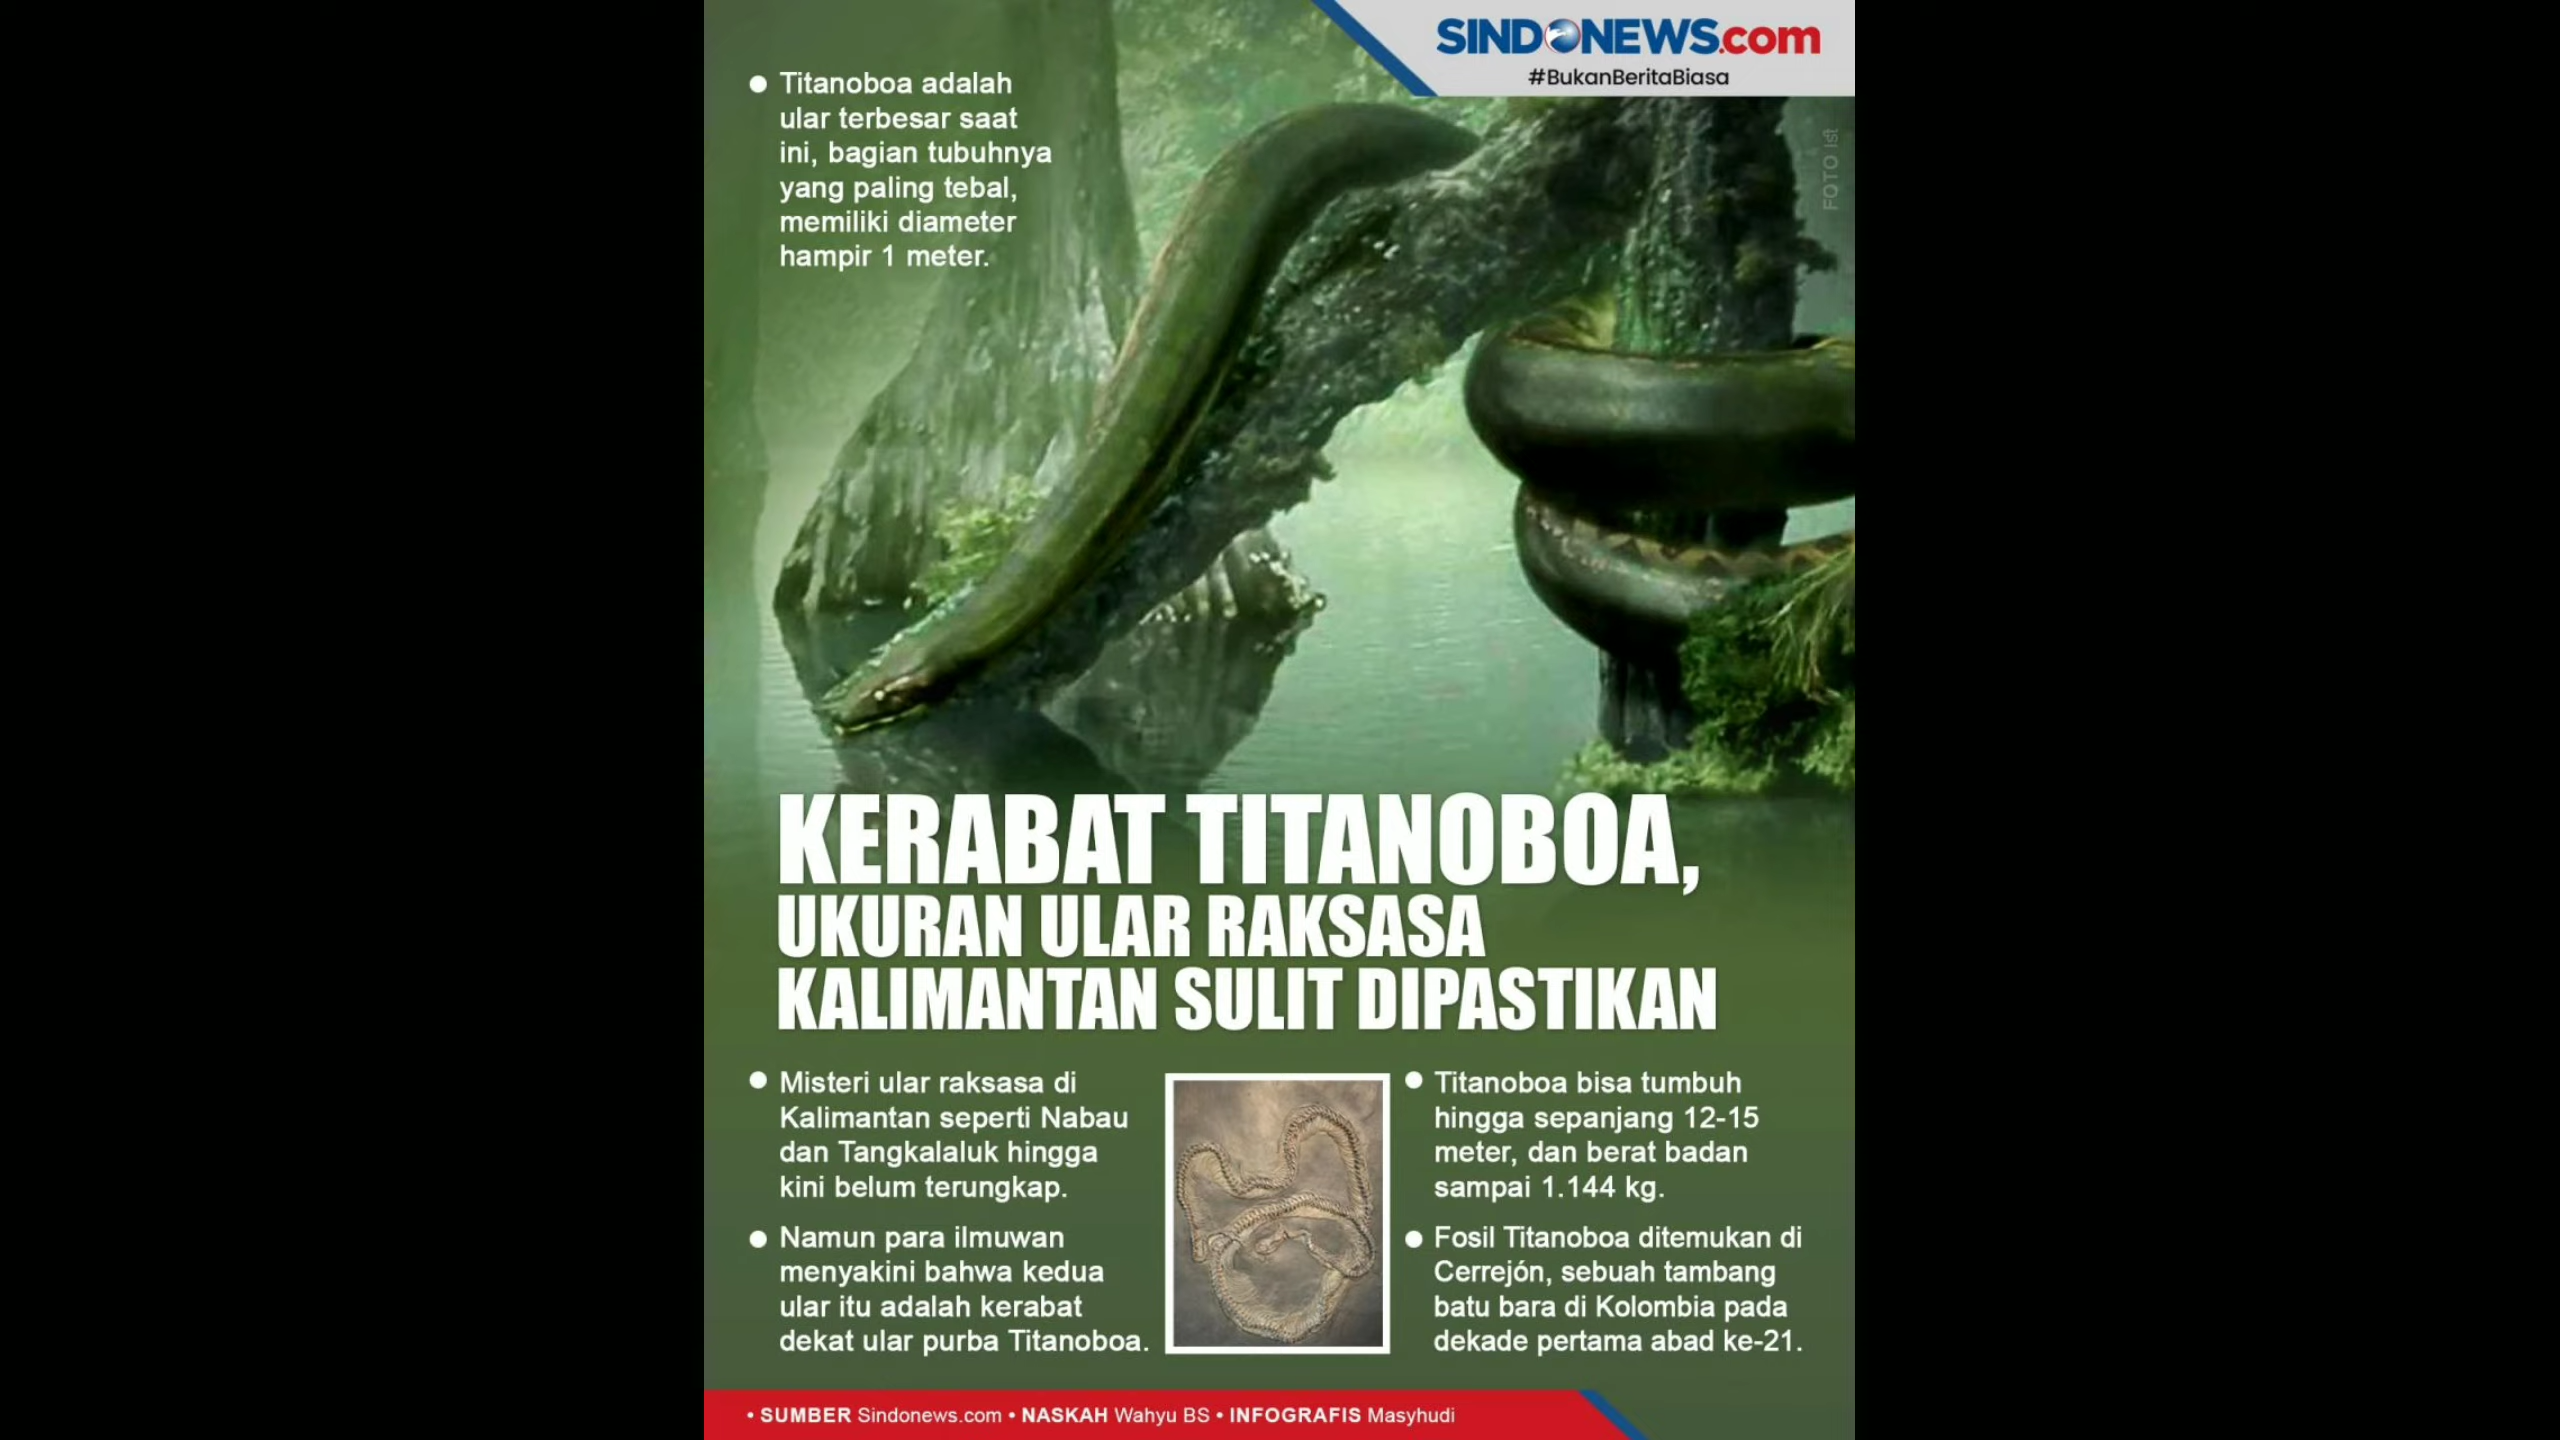 SINDONEWS.com
#BukanBeritaBiasa
FOTO ist
• Titanoboa adalah
ular terbesar saat
ini, bagian tubuhnya
yang paling tebal,
memiliki diameter
hampir 1 meter.
KERABAT TITANOBOA,
UKURAN ULAR RAKSASA
KALIMANTAN SULIT DIPASTIKAN
• Misteri ular raksasa di
Kalimantan seperti Nabau
dan Tangkalaluk hingga
kini belum terungkap.
• Namun para ilmuwan
menyakini bahwa kedua
ular itu adalah kerabat
dekat ular purba Titanoboa.
• Titanoboa bisa tumbuh
hingga sepanjang 12-15
meter, dan berat badan
sampai 1.144 kg.
• Fosil Titanoboa ditemukan di
Cerrejón, sebuah tambang
batu bara di Kolombia pada
dekade pertama abad ke-21.
• SUMBER Sindonews.com • NASKAH Wahyu BS • INFOGRAFIS Masyhudi